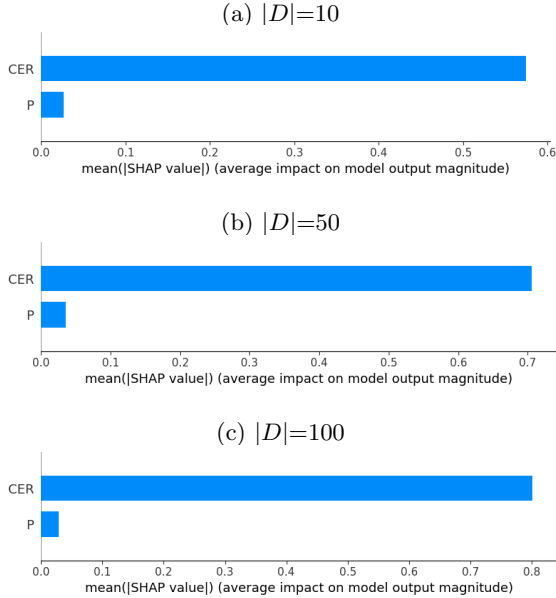 (a) |D|=10
CER
P
0.0 0.1 0.2 0.3 0.4 0.5 0.6
mean(|SHAP value|) (average impact on model output magnitude)
(b) |D|=50
CER
P
0.0 0.1 0.2 0.3 0.4 0.5 0.6 0.7
mean(|SHAP value|) (average impact on model output magnitude)
(c) |D|=100
CER
P
0.0 0.1 0.2 0.3 0.4 0.5 0.6 0.7 0.8
mean(|SHAP value|) (average impact on model output magnitude)